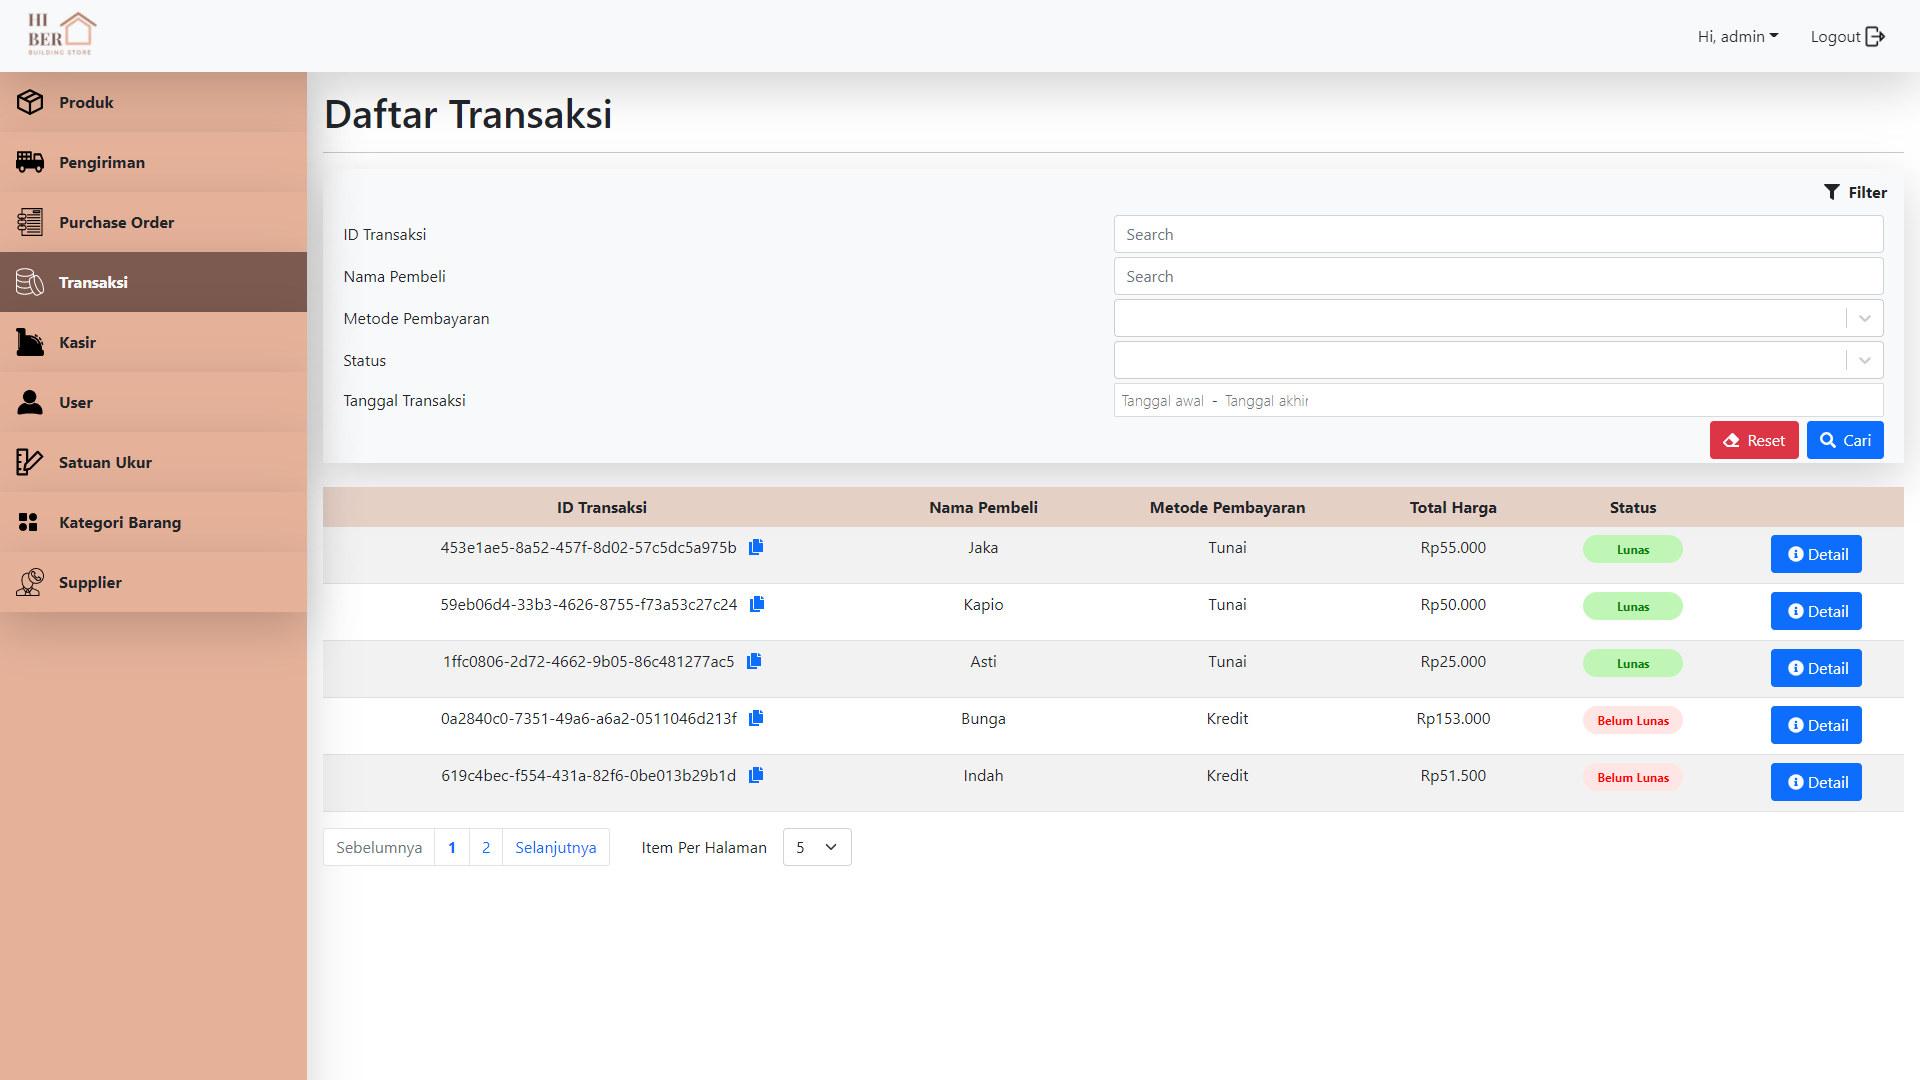 HI
BER
BUILDING STORE
Hi, admin
Logout
Produk
Pengiriman
Purchase Order
Transaksi
Kasir
User
Satuan Ukur
Kategori Barang
Supplier
Daftar Transaksi
Filter
ID Transaksi Search
Nama Pembeli Search
Metode Pembayaran
Status
Tanggal Transaksi Tanggal awal - Tanggal akhir
Reset Cari
ID Transaksi Nama Pembeli Metode Pembayaran Total Harga Status
453e1ae5-8a52-457f-8d02-57c5dc5a975b Jaka Tunai Rp55.000 Lunas Detail
59eb06d4-33b3-4626-8755-f73a53c27c24 Kapio Tunai Rp50.000 Lunas Detail
1ffc0806-2d72-4662-9b05-86c481277ac5 Asti Tunai Rp25.000 Lunas Detail
0a2840c0-7351-49a6-a6a2-0511046d213f Bunga Kredit Rp153.000 Belum Lunas Detail
619c4bec-f554-431a-82f6-0be013b29b1d Indah Kredit Rp51.500 Belum Lunas Detail
Sebelumnya 1 2 Selanjutnya Item Per Halaman 5